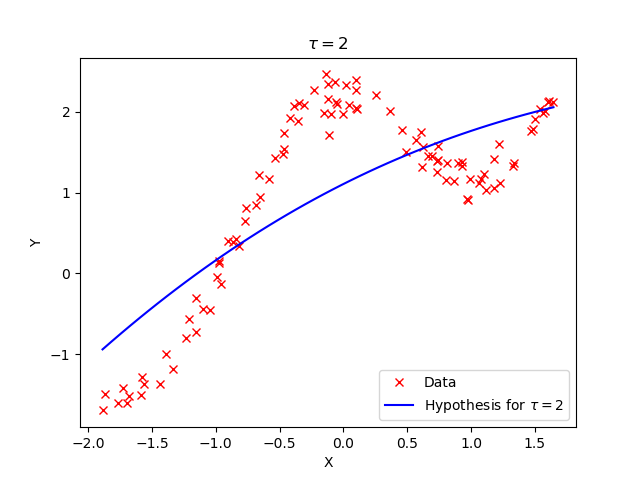 τ = 2
Y
2
1
0
−1
−2.0 −1.5 −1.0 −0.5 0.0 0.5 1.0 1.5
X
Data
Hypothesis for τ = 2